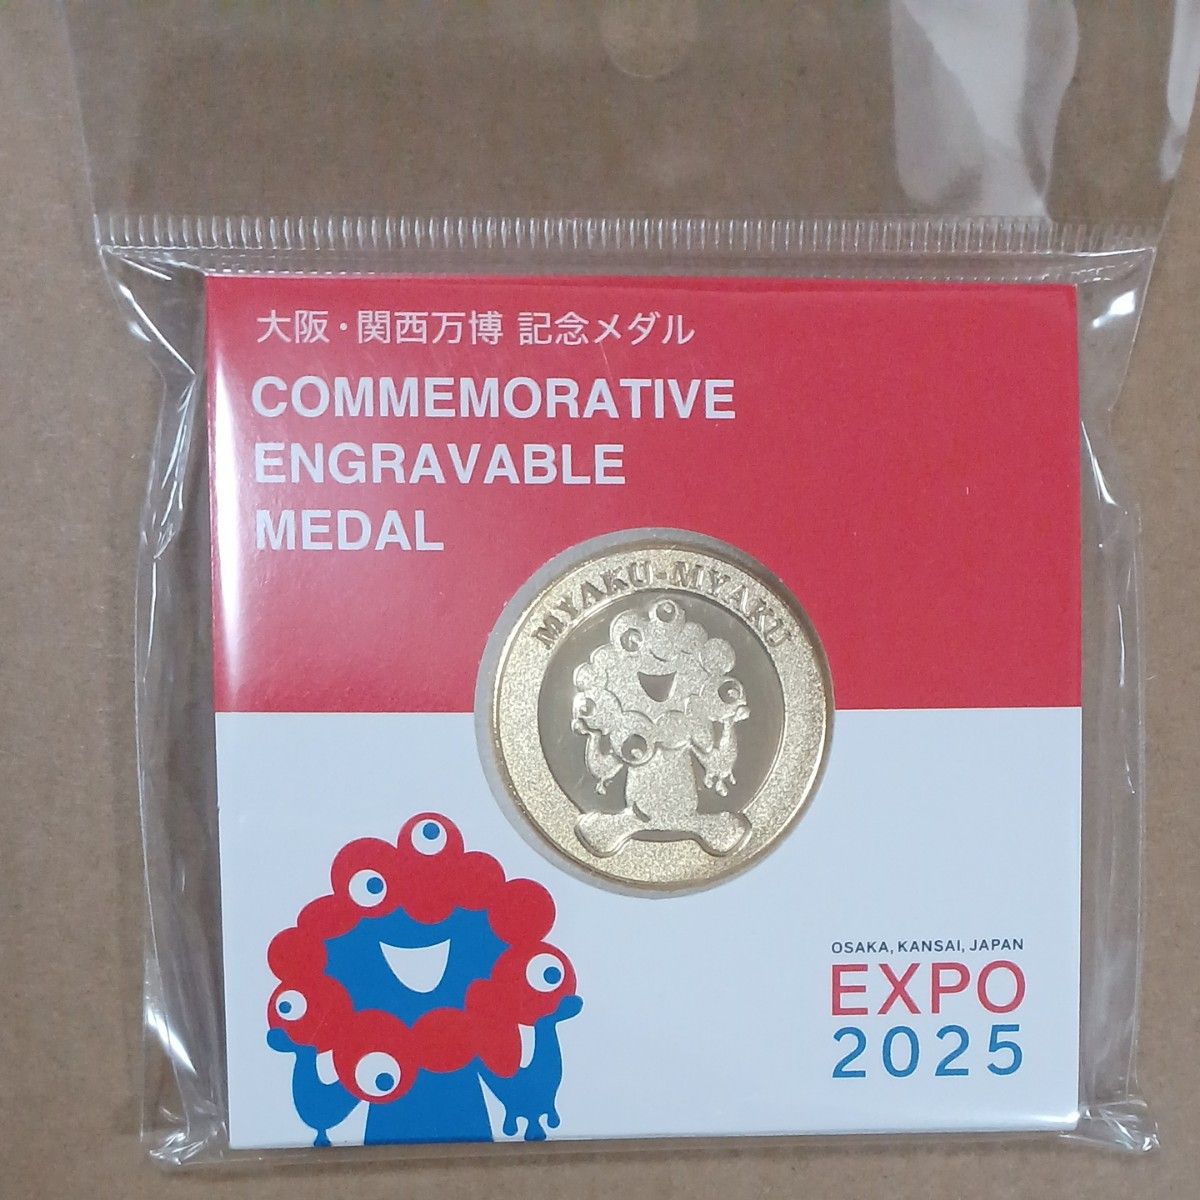 大阪・関西万博 記念メダル
COMMEMORATIVE
ENGRAVABLE
MEDAL
MYAKU-MYAKU
OSAKA, KANSAI, JAPAN
EXPO
2025